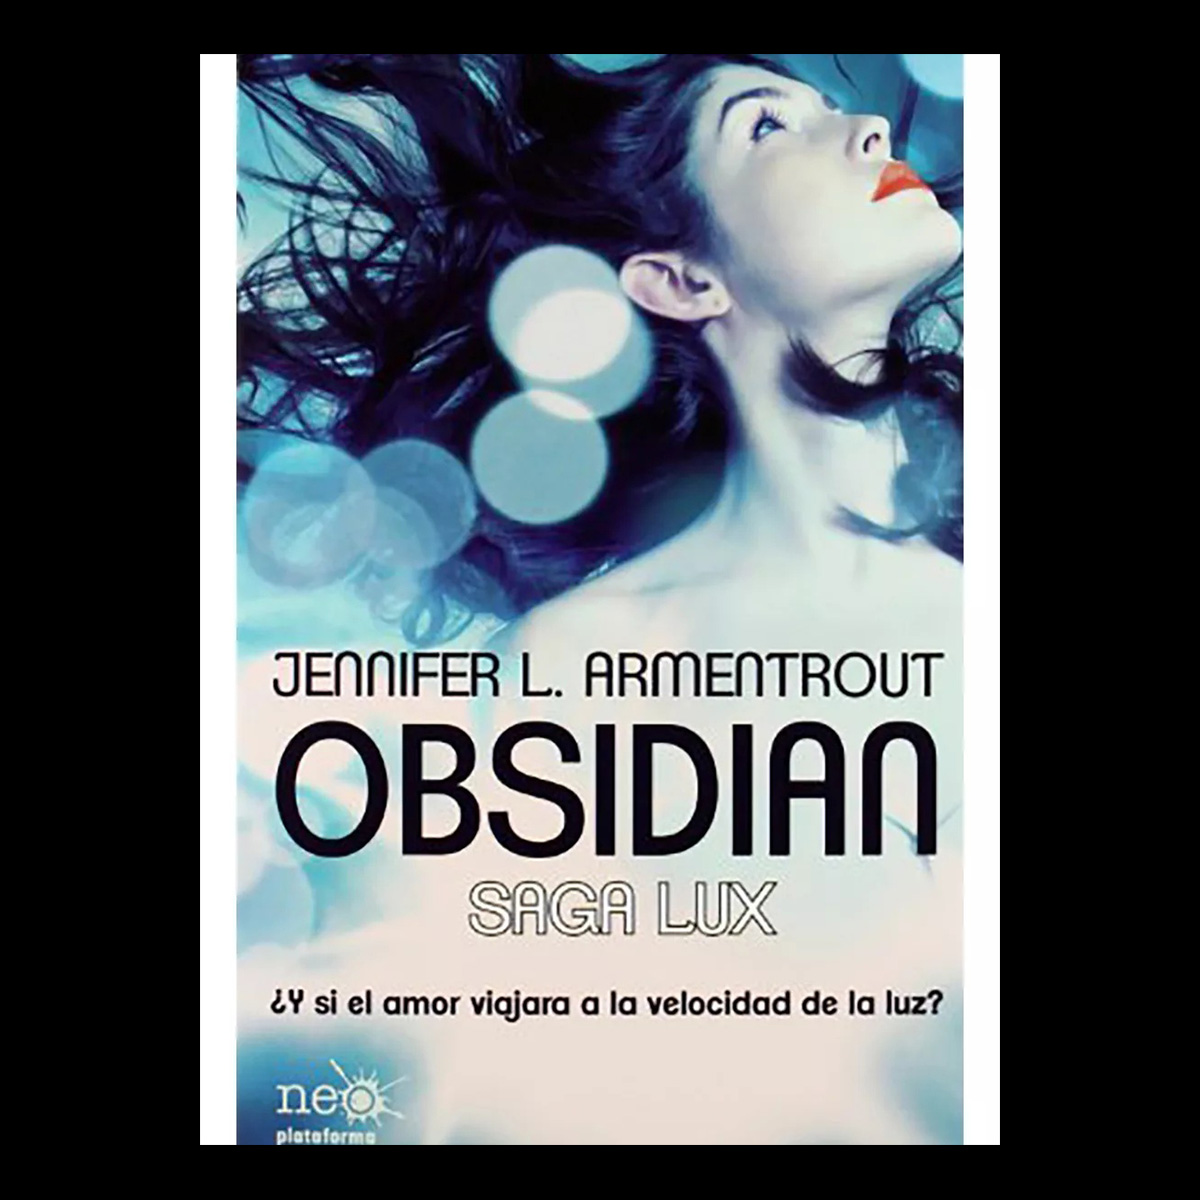 JENNIFER L. ARMENTROUT
OBSIDIAN
SAGA LUX
¿Y si el amor viajara a la velocidad de la luz?
neo
plataforma